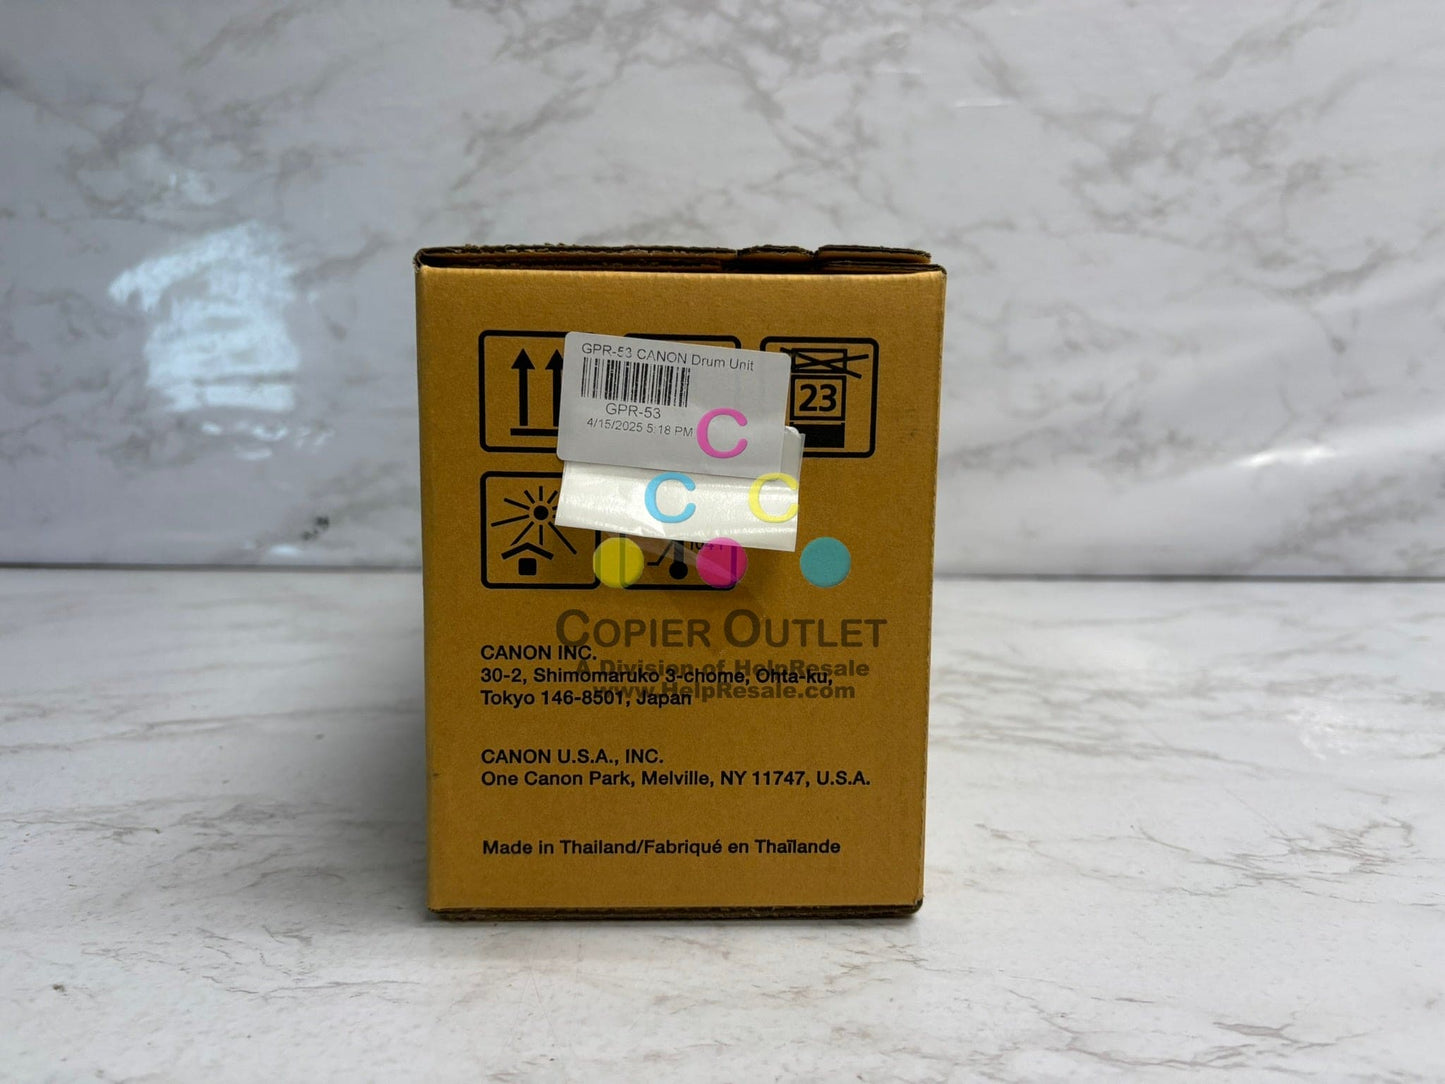 GPR-53 CANON Drum Unit
GPR-53
4/15/2025 5:18 PM
23
C
C C
COPIER OUTLET
A Division of HelpResale
www.HelpResale.com
CANON INC.
30-2, Shimomaruko 3-chome, Ohta-ku,
Tokyo 146-8501, Japan
CANON U.S.A., INC.
One Canon Park, Melville, NY 11747, U.S.A.
Made in Thailand/Fabriqué en Thaïlande